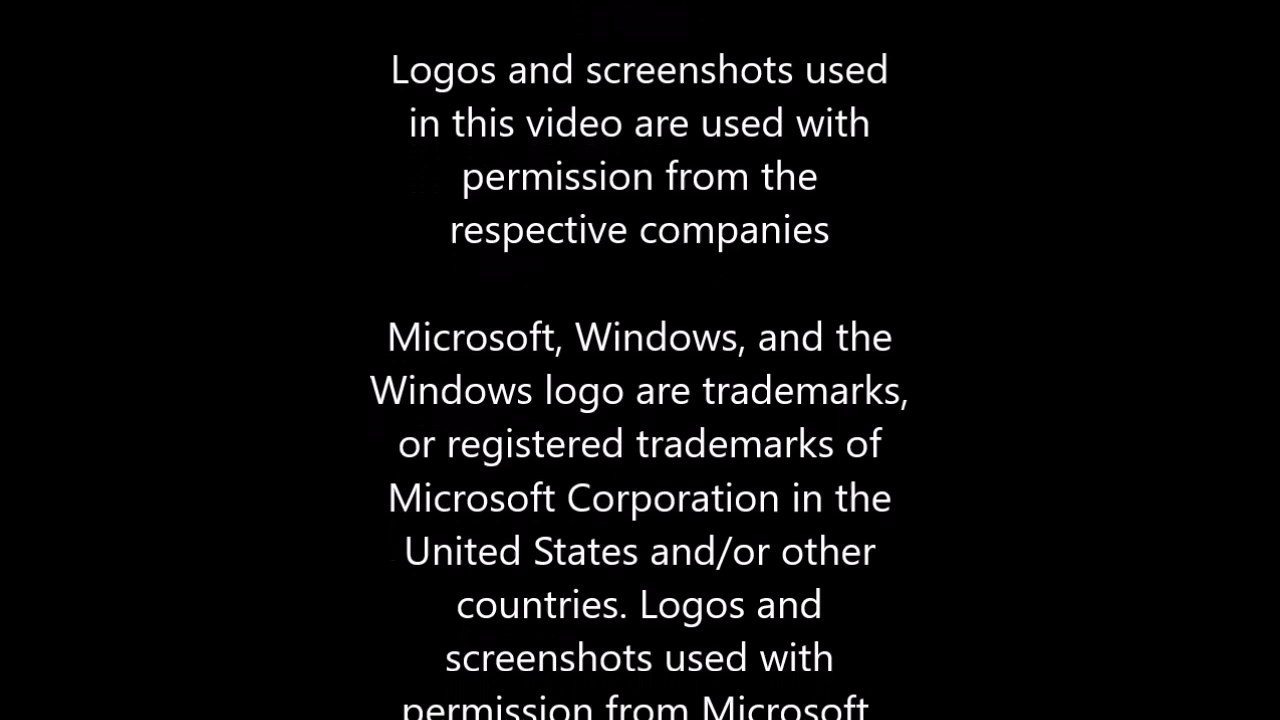 Logos and screenshots used
in this video are used with
permission from the
respective companies
Microsoft, Windows, and the
Windows logo are trademarks,
or registered trademarks of
Microsoft Corporation in the
United States and/or other
countries. Logos and
screenshots used with
permission from Microsoft